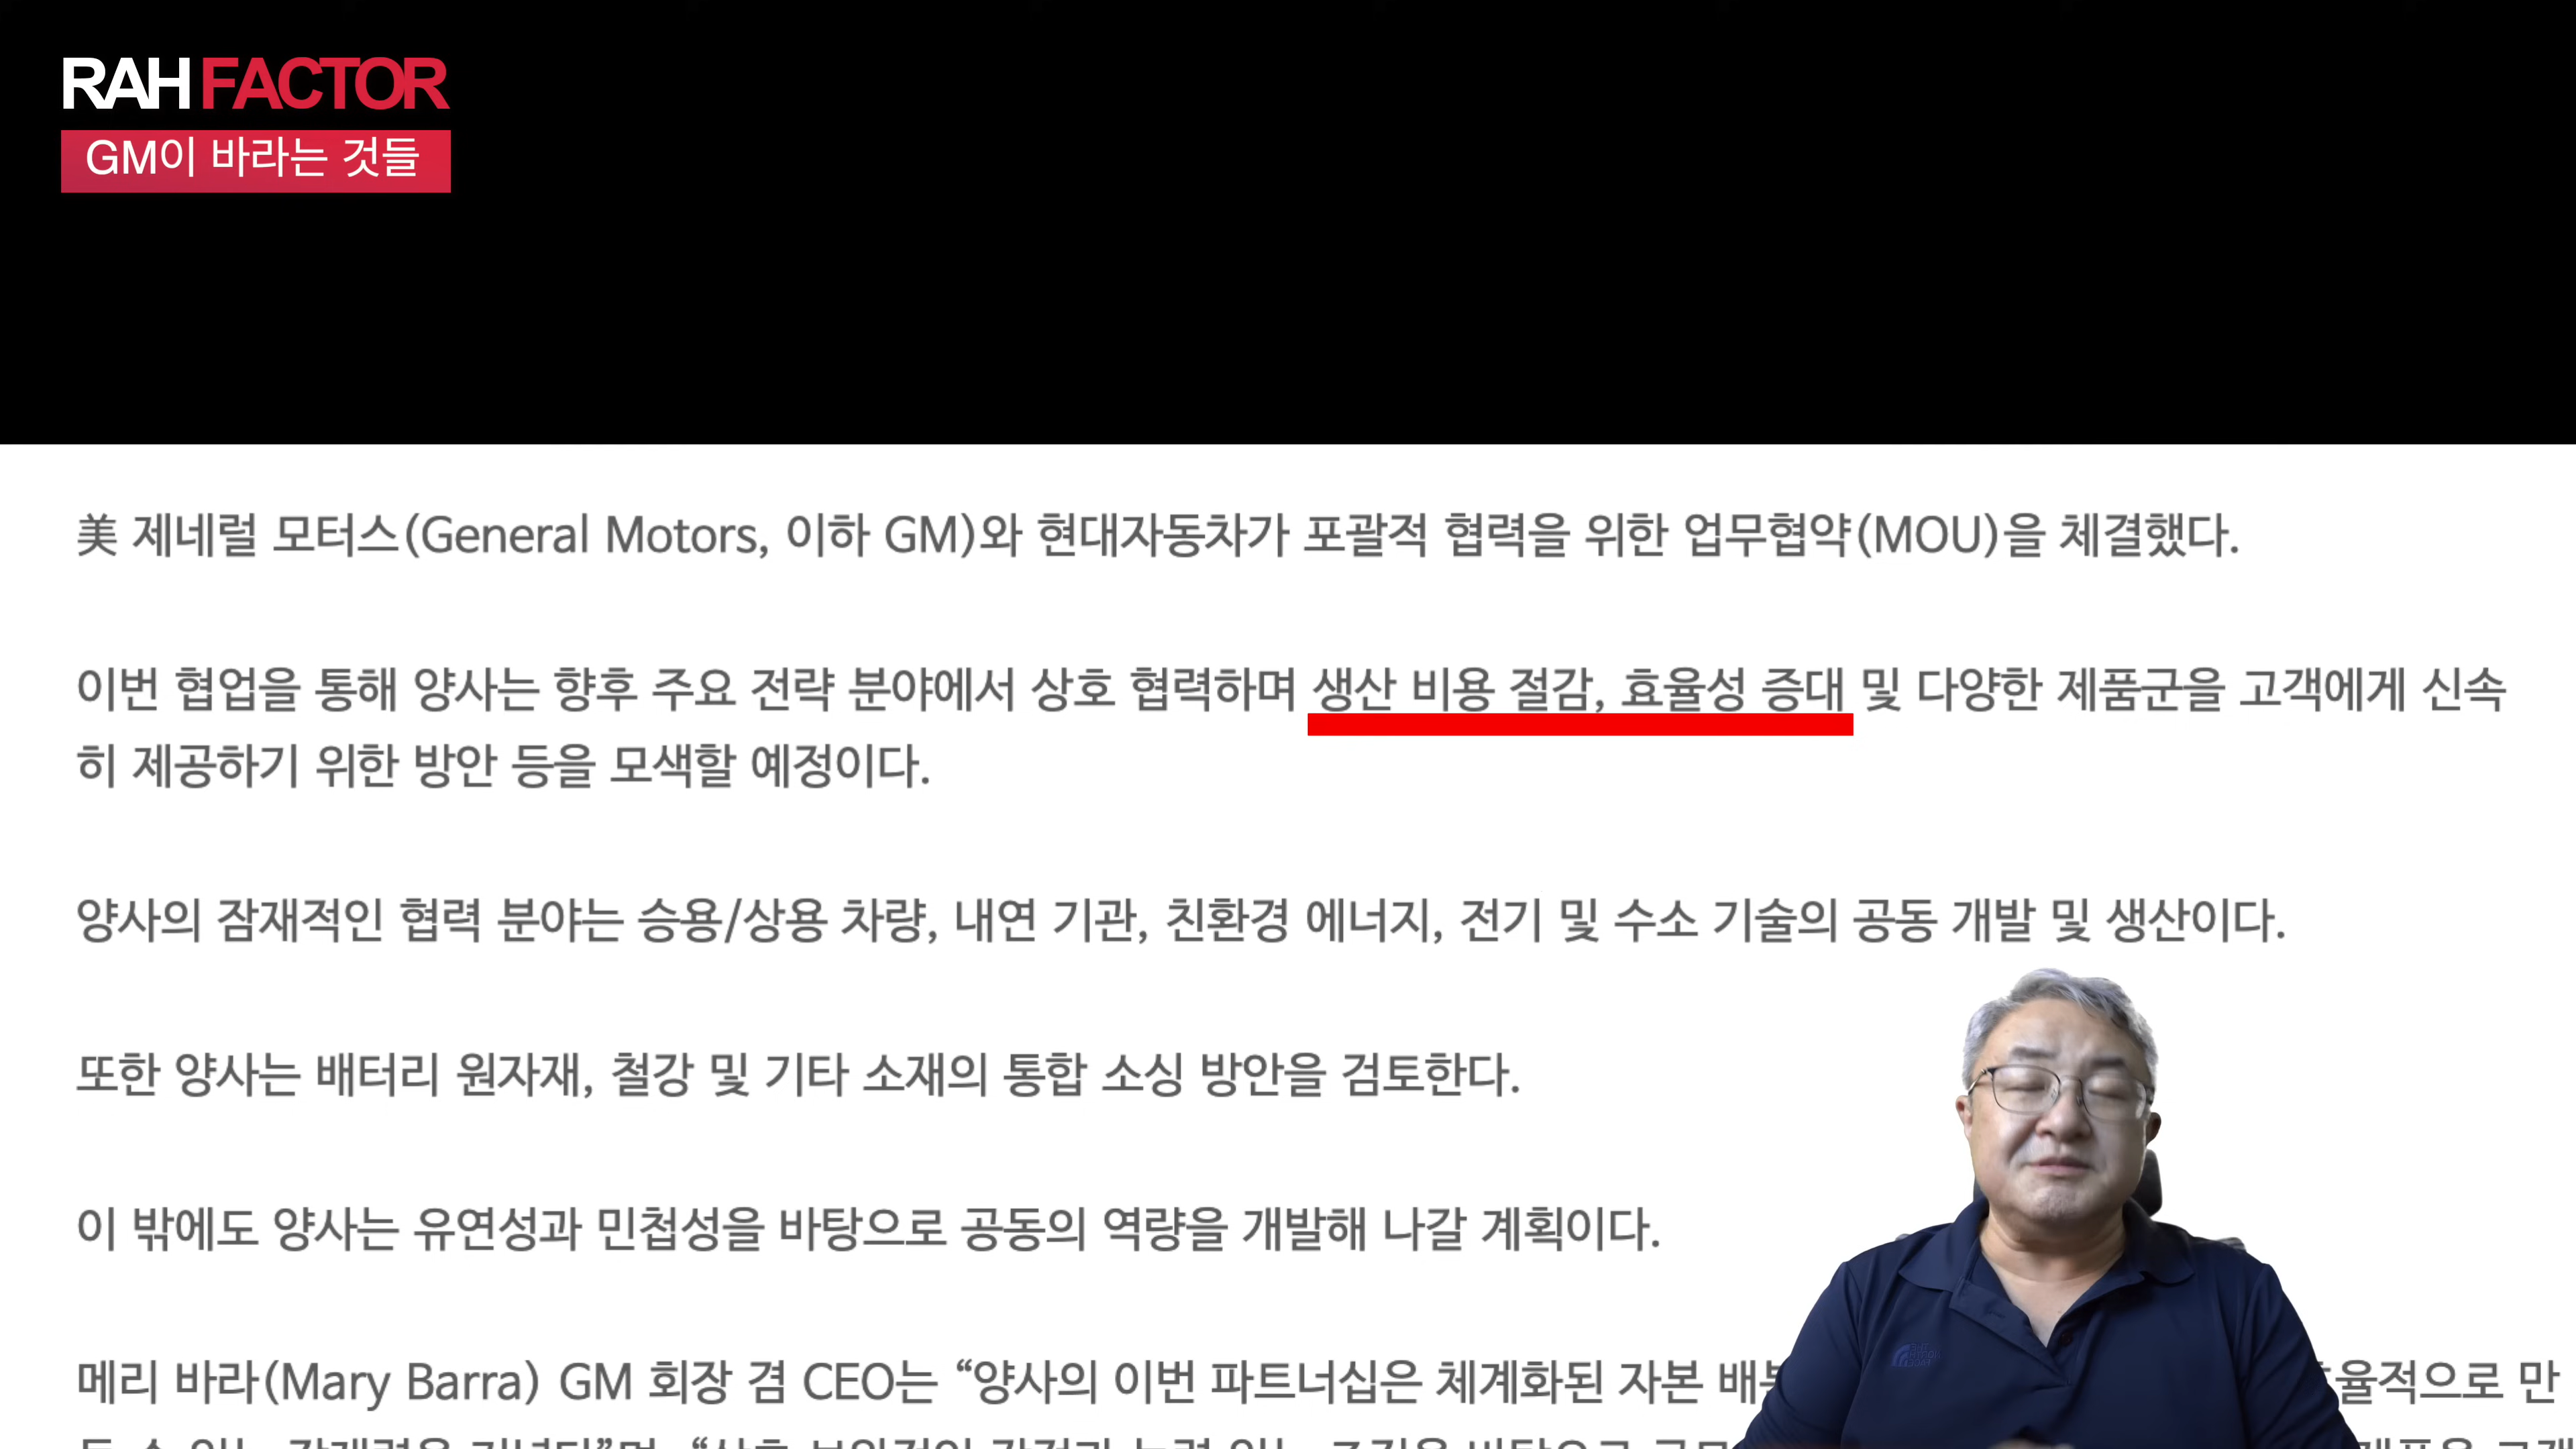 RAH FACTOR
GM이 바라는 것들
美 제네럴 모터스(General Motors, 이하 GM)와 현대자동차가 포괄적 협력을 위한 업무협약(MOU)을 체결했다.
이번 협업을 통해 양사는 향후 주요 전략 분야에서 상호 협력하며 생산 비용 절감, 효율성 증대 및 다양한 제품군을 고객에게 신속
히 제공하기 위한 방안 등을 모색할 예정이다.
양사의 잠재적인 협력 분야는 승용/상용 차량, 내연 기관, 친환경 에너지, 전기 및 수소 기술의 공동 개발 및 생산이다.
또한 양사는 배터리 원자재, 철강 및 기타 소재의 통합 소싱 방안을 검토한다.
이 밖에도 양사는 유연성과 민첩성을 바탕으로 공동의 역량을 개발해 나갈 계획이다.
메리 바라(Mary Barra) GM 회장 겸 CEO는 “양사의 이번 파트너십은 체계화된 자본 만